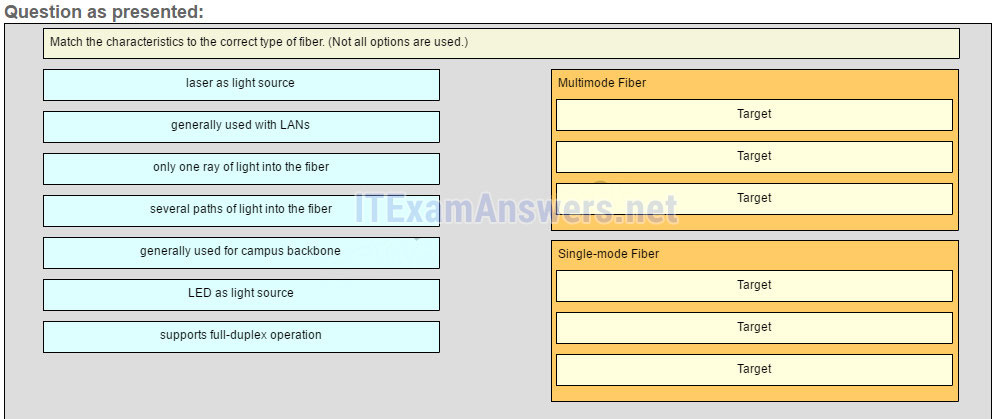 Question as presented:
Match the characteristics to the correct type of fiber. (Not all options are used.)
laser as light source
generally used with LANs
only one ray of light into the fiber
several paths of light into the fiber
generally used for campus backbone
LED as light source
supports full-duplex operation
Multimode Fiber
Target
Target
Target
Single-mode Fiber
Target
Target
Target
ITExamAnswers.net